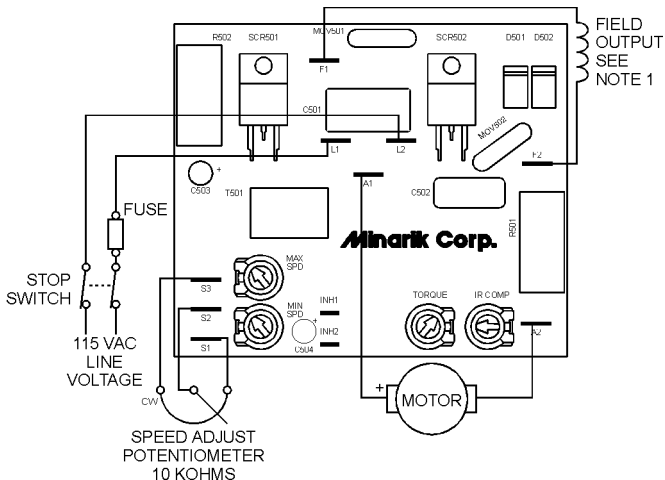 R502
SCR501
MOV501
SCR502
D501
D502
FIELD
OUTPUT
SEE
NOTE 1
F1
C501
MOV502
L1
L2
F2
A1
C503
+
T501
C502
R501
FUSE
Minarik Corp.
MAX
SPD
S3
STOP
SWITCH
INH1
TORQUE
IR COMP
MIN
SPD
S2
+
INH2
C504
S1
A2
115 VAC
LINE
VOLTAGE
CW
+
MOTOR
SPEED ADJUST
POTENTIOMETER
10 KOHMS